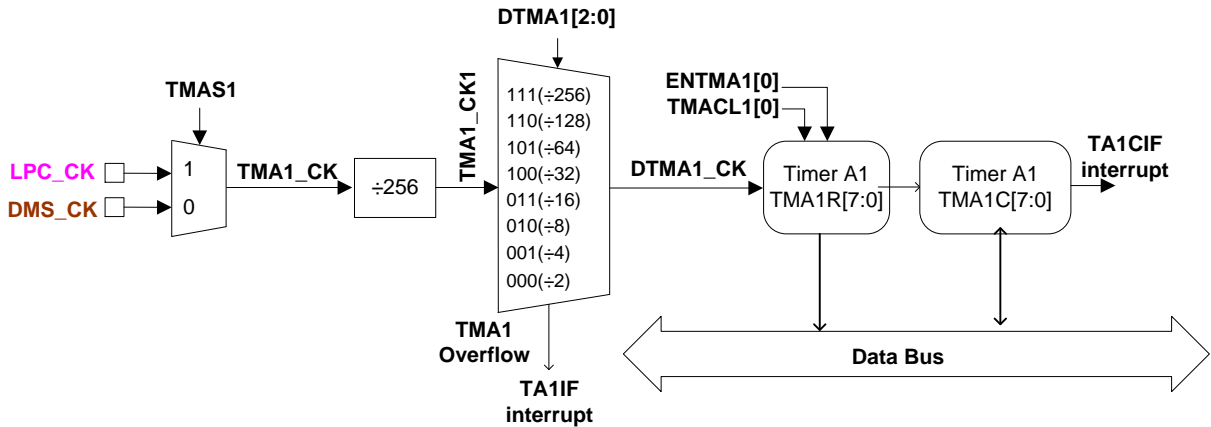 DTMA1[2:0]
TMAS1
LPC_CK
DMS_CK
1
0
TMA1_CK
÷256
TMA1_CK1
111(÷256)
110(÷128)
101(÷64)
100(÷32)
011(÷16)
010(÷8)
001(÷4)
000(÷2)
TMA1
Overflow
TA1IF
interrupt
DTMA1_CK
ENTMA1[0]
TMACL1[0]
Timer A1
TMA1R[7:0]
Timer A1
TMA1C[7:0]
TA1CIF
interrupt
Data Bus